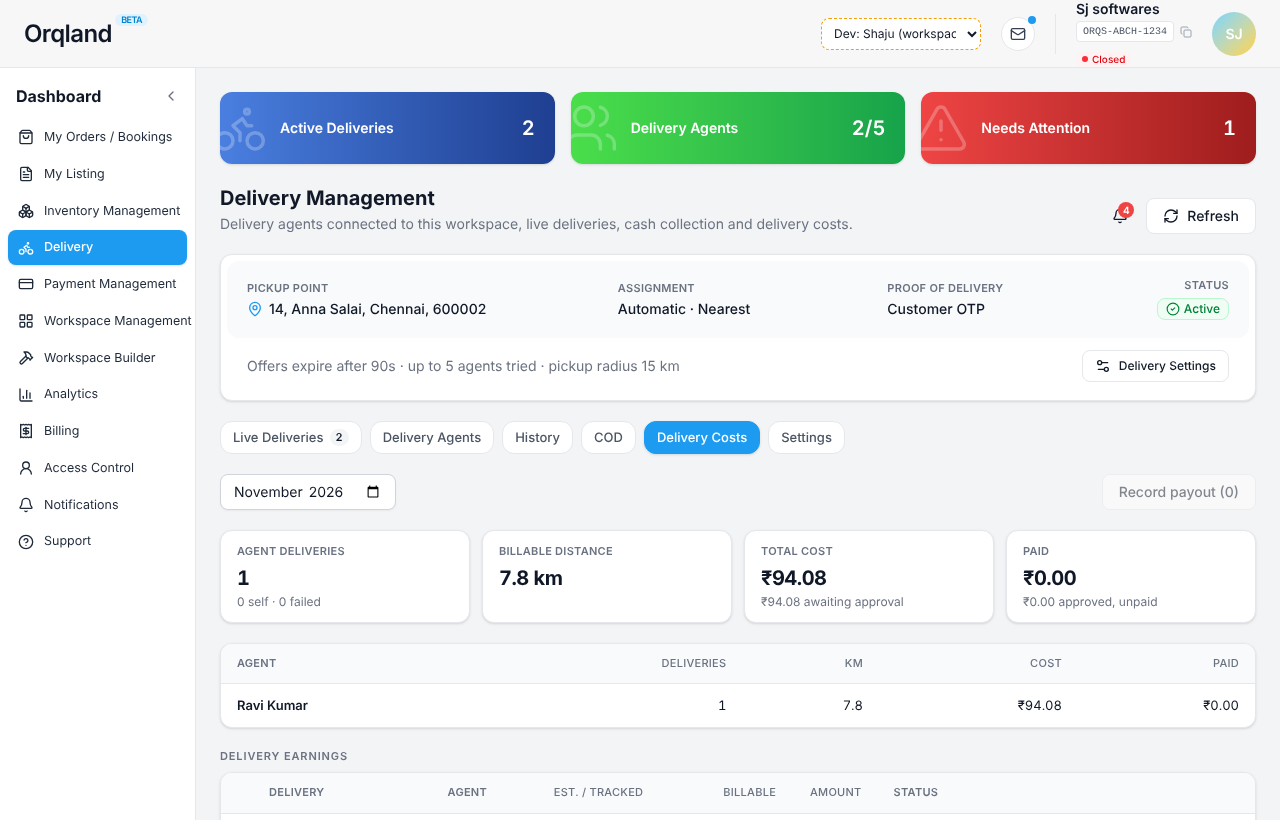 Orqland
BETA
Dev: Shaju (workspac
Sj softwares
ORQS-ABCH-1234
Closed
SJ
Dashboard
My Orders / Bookings
My Listing
Inventory Management
Delivery
Payment Management
Workspace Management
Workspace Builder
Analytics
Billing
Access Control
Notifications
Support
Active Deliveries 2
Delivery Agents 2/5
Needs Attention 1
Delivery Management
Delivery agents connected to this workspace, live deliveries, cash collection and delivery costs.
4
Refresh
PICKUP POINT
14, Anna Salai, Chennai, 600002
ASSIGNMENT
Automatic · Nearest
PROOF OF DELIVERY
Customer OTP
STATUS
Active
Offers expire after 90s · up to 5 agents tried · pickup radius 15 km
Delivery Settings
Live Deliveries 2
Delivery Agents
History
COD
Delivery Costs
Settings
November 2026
Record payout (0)
AGENT DELIVERIES
1
0 self · 0 failed
BILLABLE DISTANCE
7.8 km
TOTAL COST
₹94.08
₹94.08 awaiting approval
PAID
₹0.00
₹0.00 approved, unpaid
AGENT DELIVERIES KM COST PAID
Ravi Kumar 1 7.8 ₹94.08 ₹0.00
DELIVERY EARNINGS
DELIVERY AGENT EST. / TRACKED BILLABLE AMOUNT STATUS